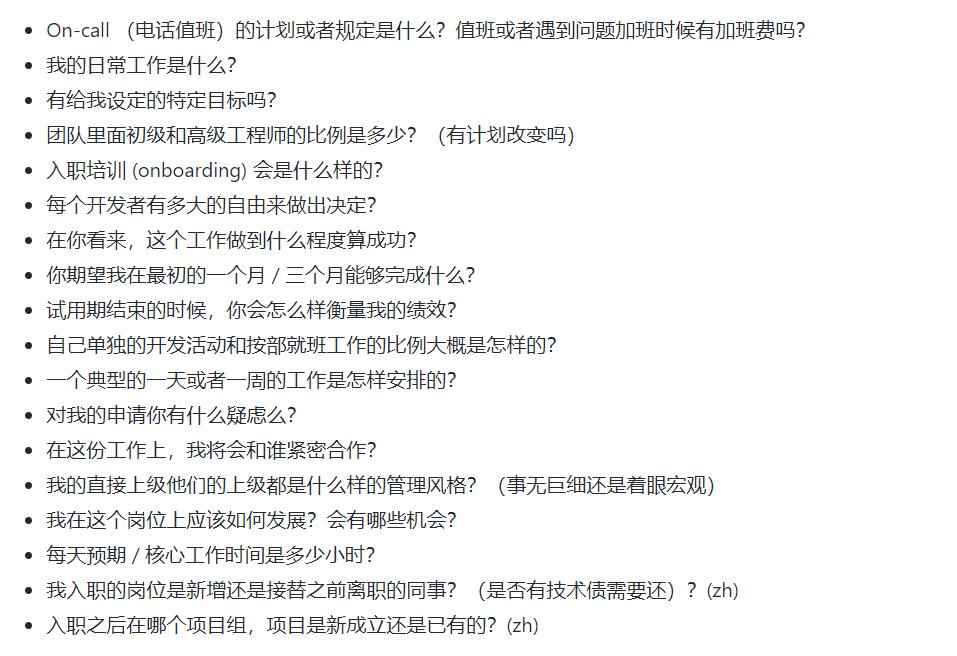 On-call （电话值班）的计划或者规定是什么？值班或者遇到问题加班时候有加班费吗？
我的日常工作是什么？
有给我设定的特定目标吗？
团队里面初级和高级工程师的比例是多少？（有计划改变吗）
入职培训 (onboarding) 会是什么样的？
每个开发者有多大的自由来做出决定？
在你看来，这个工作做到什么程度算成功？
你期望我在最初的一个月 / 三个月能够完成什么？
试用期结束的时候，你会怎么样衡量我的绩效？
自己单独的开发活动和按部就班工作的比例大概是怎样的？
一个典型的一天或者一周的工作是怎样安排的？
对我的申请你有什么疑虑么？
在这份工作上，我将会和谁紧密合作？
我的直接上级他们的上级都是什么样的管理风格？（事无巨细还是着眼宏观）
我在这个岗位上应该如何发展？会有哪些机会？
每天预期 / 核心工作时间是多少小时？
我入职的岗位是新增还是接替之前离职的同事？（是否有技术债需要还）？(zh)
入职之后在哪个项目组，项目是新成立还是已有的？(zh)